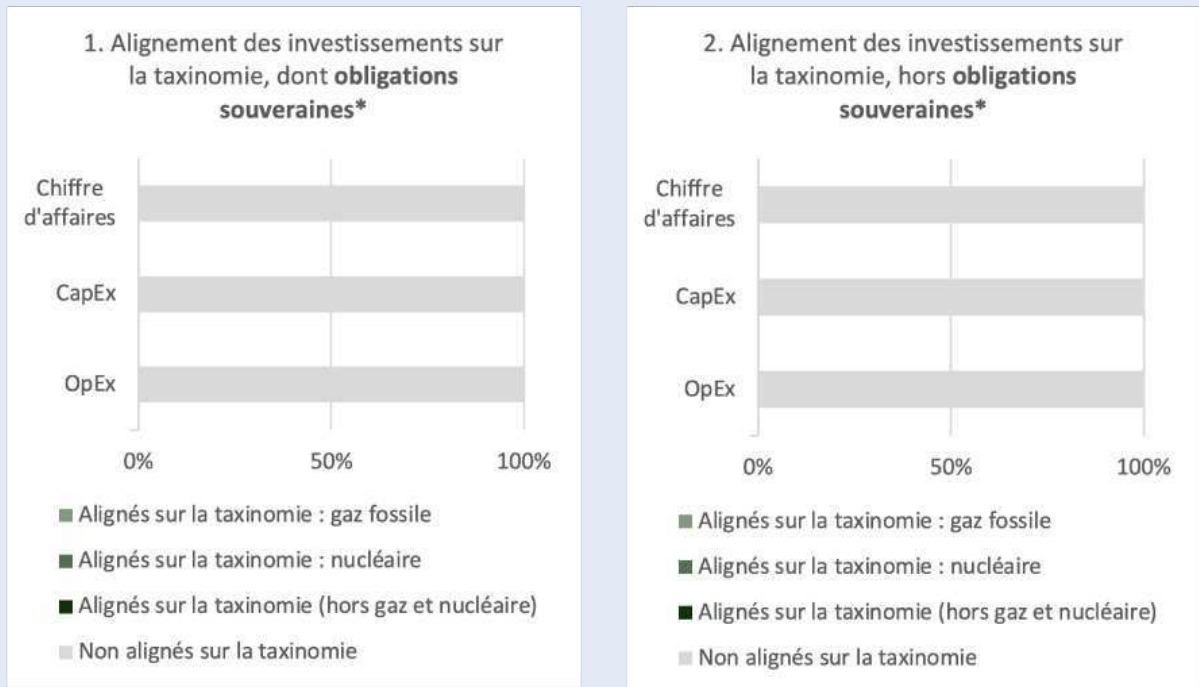 1. Alignement des investissements sur
la taxinomie, dont obligations
souveraines*
Chiffre
d'affaires
CapEx
OpEx
0%
50%
100%
Alignés sur la taxinomie : gaz fossile
Alignés sur la taxinomie : nucléaire
Alignés sur la taxinomie (hors gaz et nucléaire)
Non alignés sur la taxinomie
2. Alignement des investissements sur
la taxinomie, hors obligations
souveraines*
Chiffre
d'affaires
CapEx
OpEx
0%
50%
100%
Alignés sur la taxinomie : gaz fossile
Alignés sur la taxinomie : nucléaire
Alignés sur la taxinomie (hors gaz et nucléaire)
Non alignés sur la taxinomie